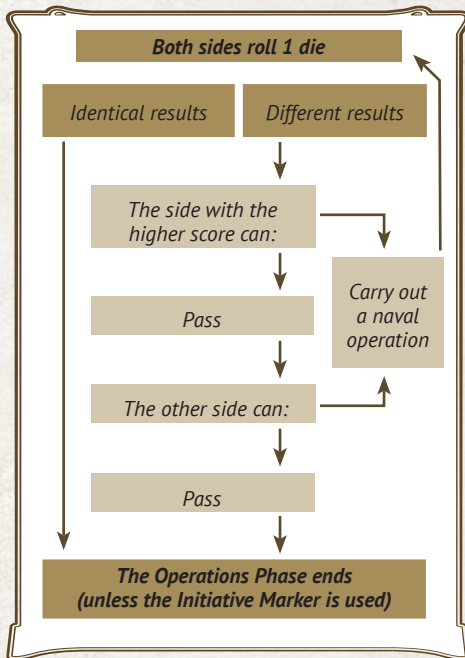 Both sides roll 1 die
Identical results
Different results
The side with the
higher score can:
Carry out
a naval
operation
Pass
The other side can:
Pass
The Operations Phase ends
(unless the Initiative Marker is used)